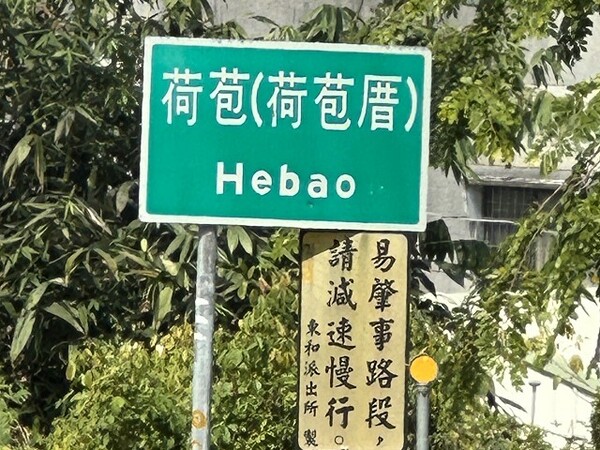 荷苞(荷苞厝)
Hebao
易肇事路段,
請減速慢行。
東和派出所 製